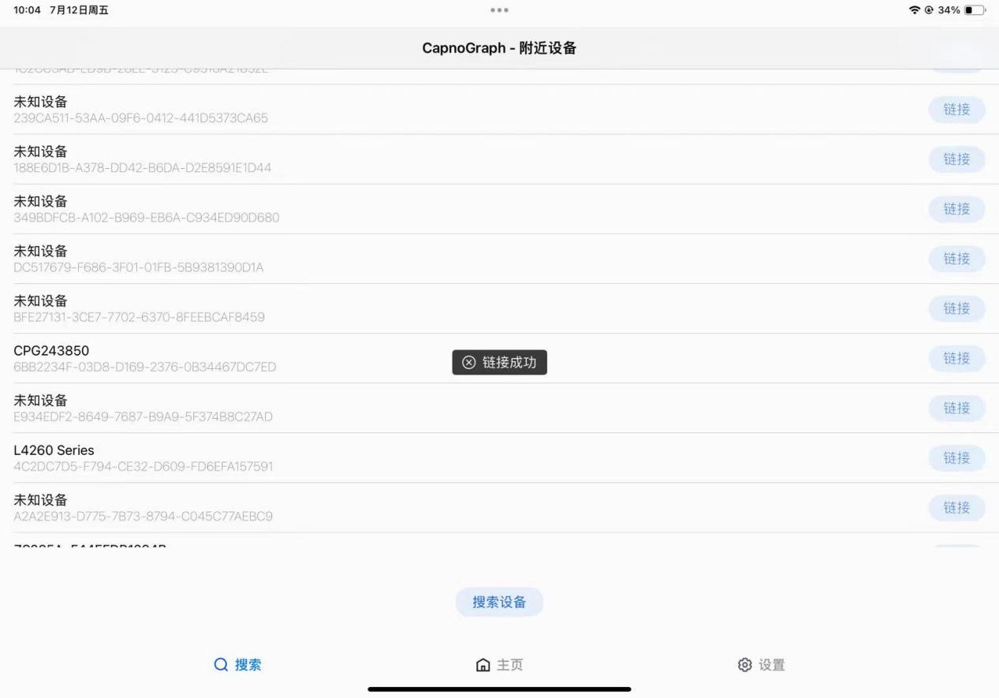 10:04 7月12日周五
34%
CapnoGraph - 附近设备
未知设备
239CA511-53AA-09F6-0412-441D5373CA65
链接
未知设备
188E6D1B-A378-DD42-B6DA-D2E8591E1D44
链接
未知设备
349BDFCB-A102-B969-EB6A-C934ED90D680
链接
未知设备
DC517679-F686-3F01-01FB-5B9381390D1A
链接
未知设备
BFE27131-3CE7-7702-6370-8FEEBCAF8459
链接
CPG243850
6BB2234F-03D8-D169-2376-0B34467DC7ED
链接
链接成功
未知设备
E934EDF2-8649-7687-B9A9-5F374B8C27AD
链接
L4260 Series
4C2DC7D5-F794-CE32-D609-FD6EFA157591
链接
未知设备
A2A2E913-D775-7B73-8794-C045C77AEBC9
链接
搜索设备
搜索
主页
设置